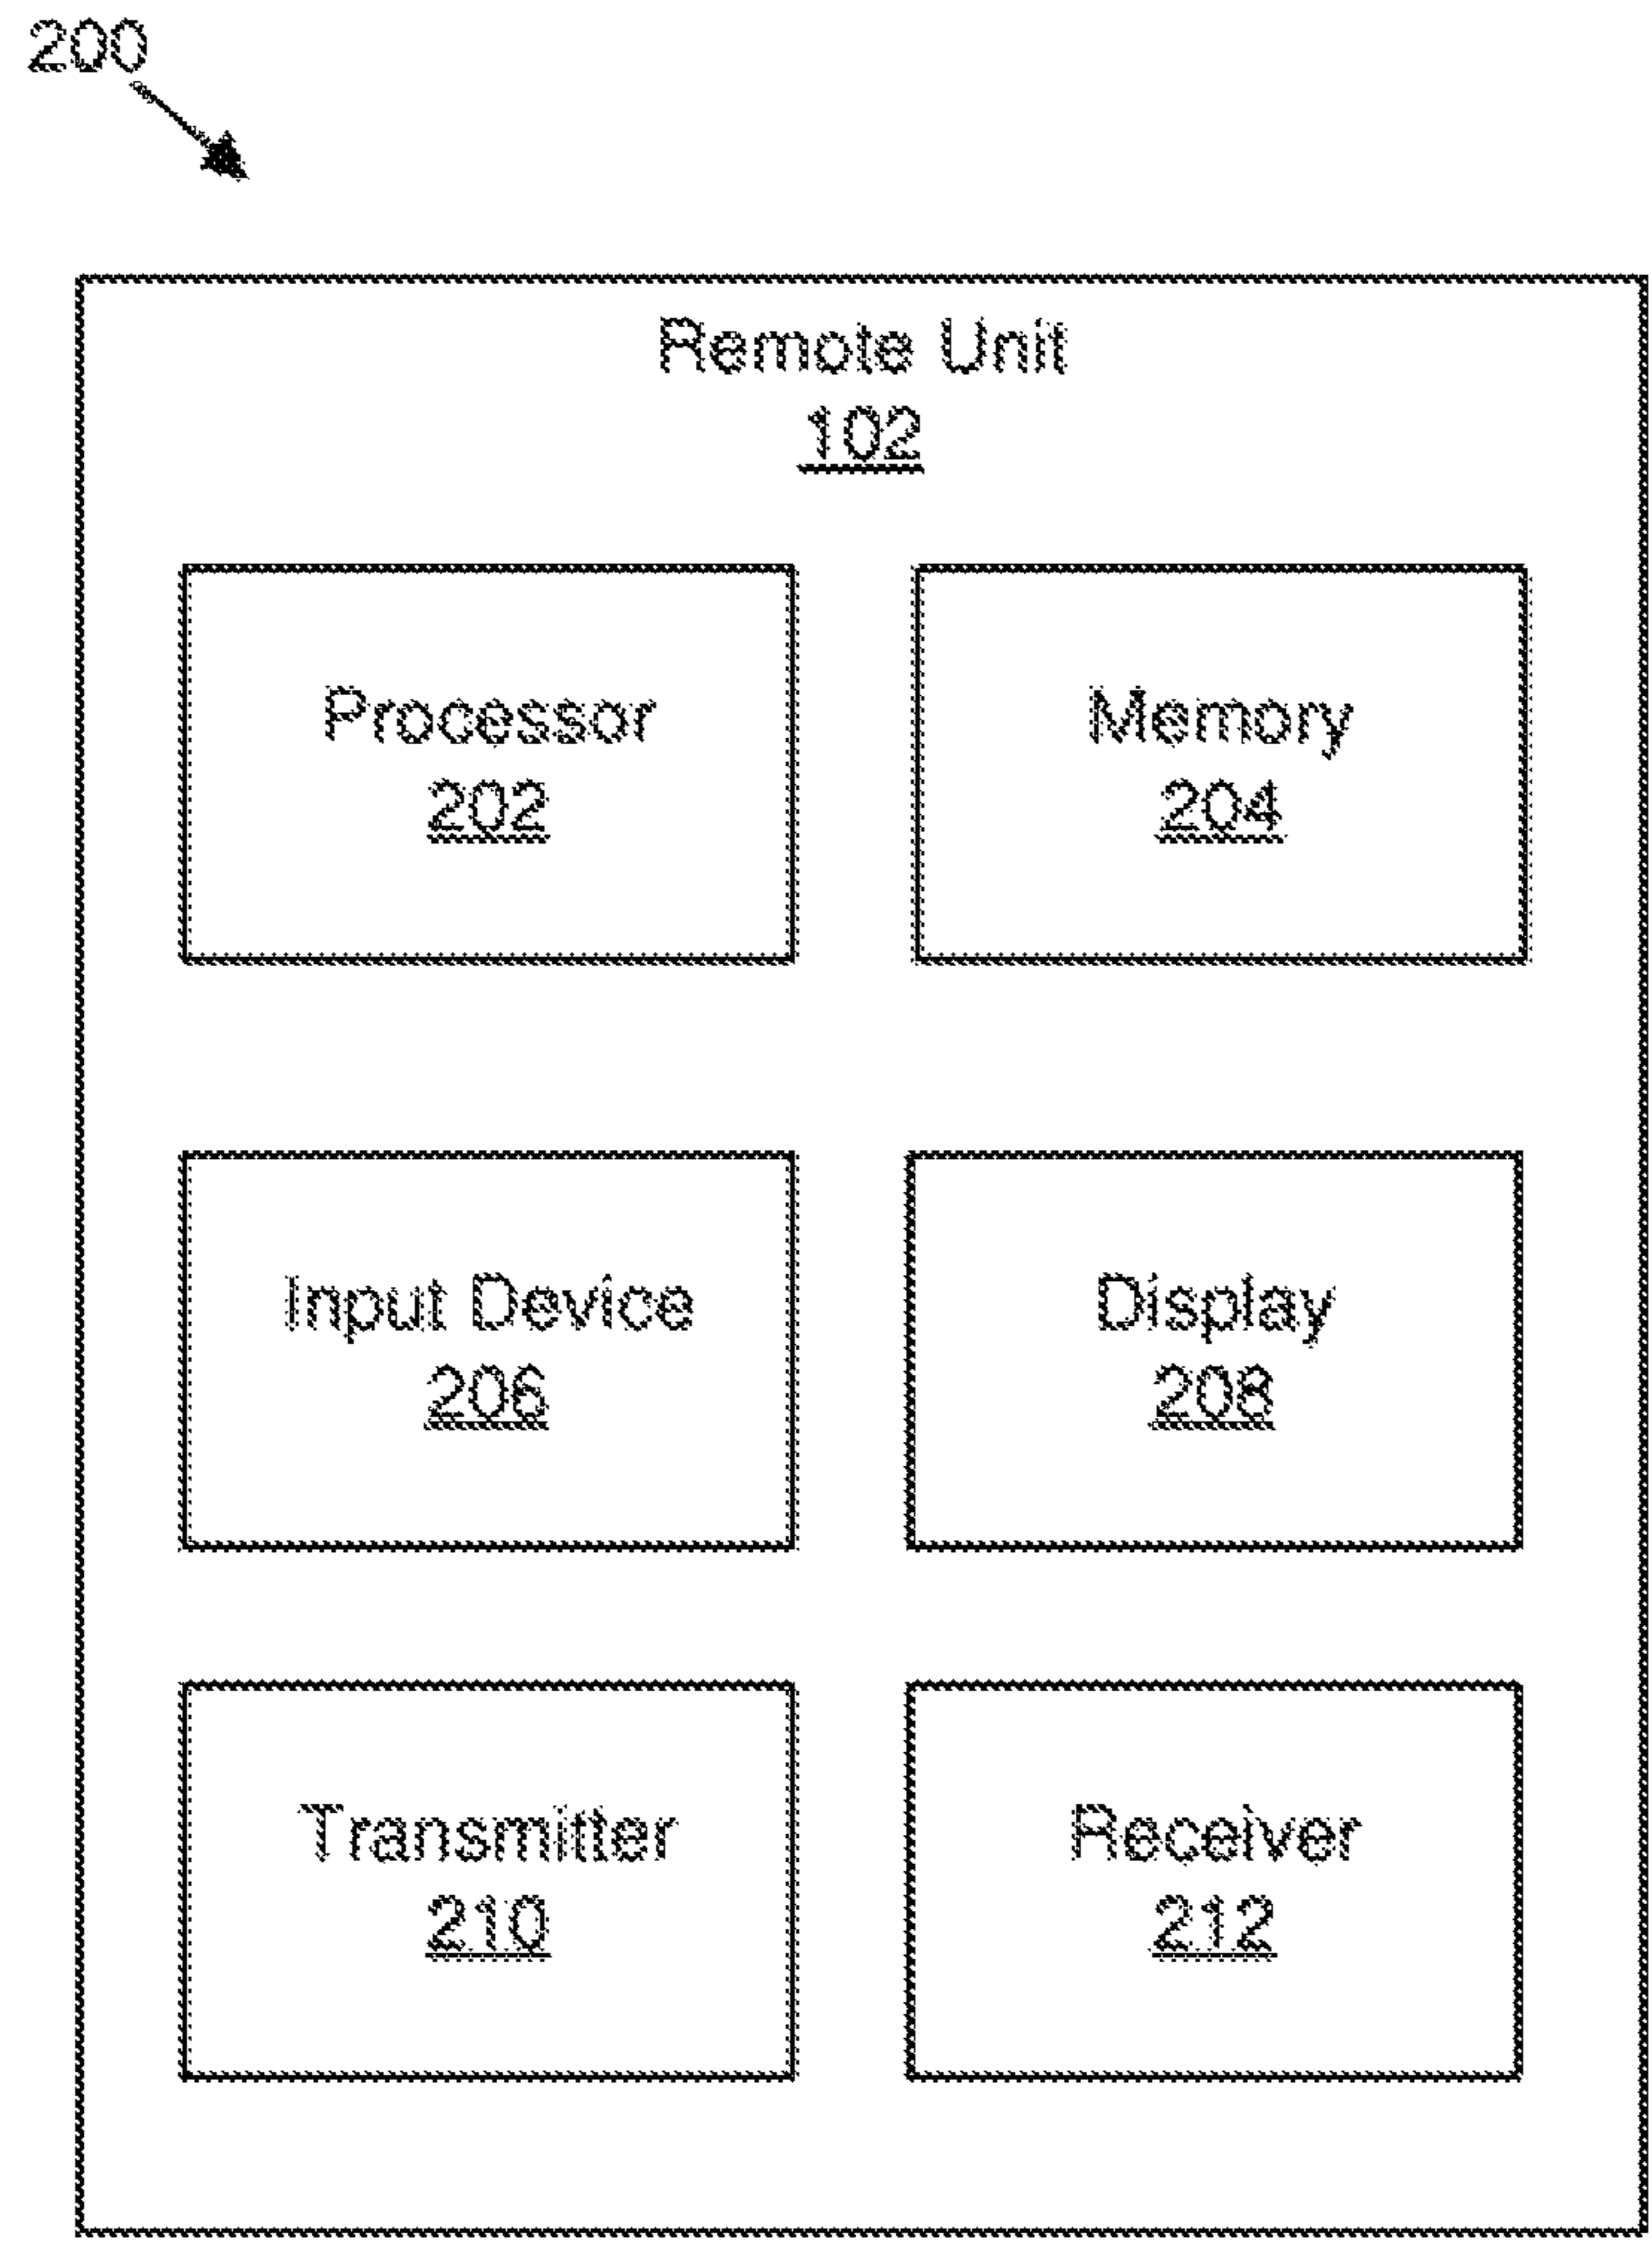 200
Remote Unit
102
Processor
202
Memory
204
Input Device
206
Display
208
Transmitter
210
Receiver
212